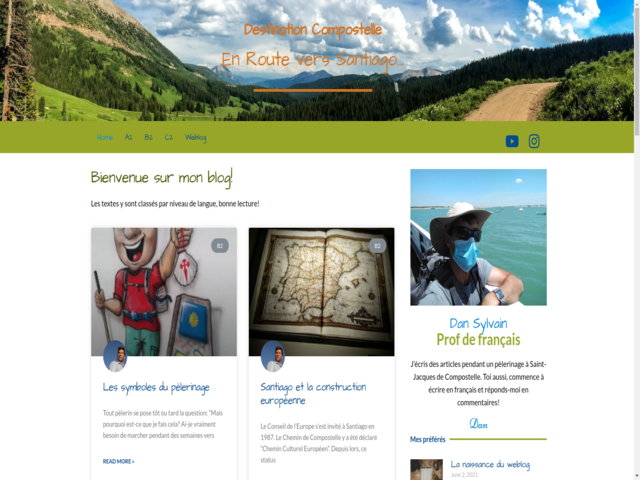 Destination Compostelle
En Route vers Santiago...
Home A2 B2 C2 Weblog
Bienvenue sur mon blog!
Les textes y sont classés par niveau de langue, bonne lecture!
B2
Les symboles du pèlerinage
Tout pèlerin se pose tôt ou tard la question: "Mais
pourquoi est-ce que je fais cela? Ai-je vraiment
besoin de marcher pendant des semaines vers
READ MORE »
B2
Santiago et la construction
européenne
Le Conseil de l'Europe s'est invité à Santiago en
1987. Le Chemin de Compostelle y a été déclaré
"Chemin Culturel Européen". Depuis lors, ce
status
Dan Sylvain
Prof de français
J'écris des articles pendant un pèlerinage à Saint-
Jacques de Compostelle. Toi aussi, commence à
écrire en français et réponds-moi en
commentaires!
Dan
Mes préférés
La naissance du weblog
June 2, 2021